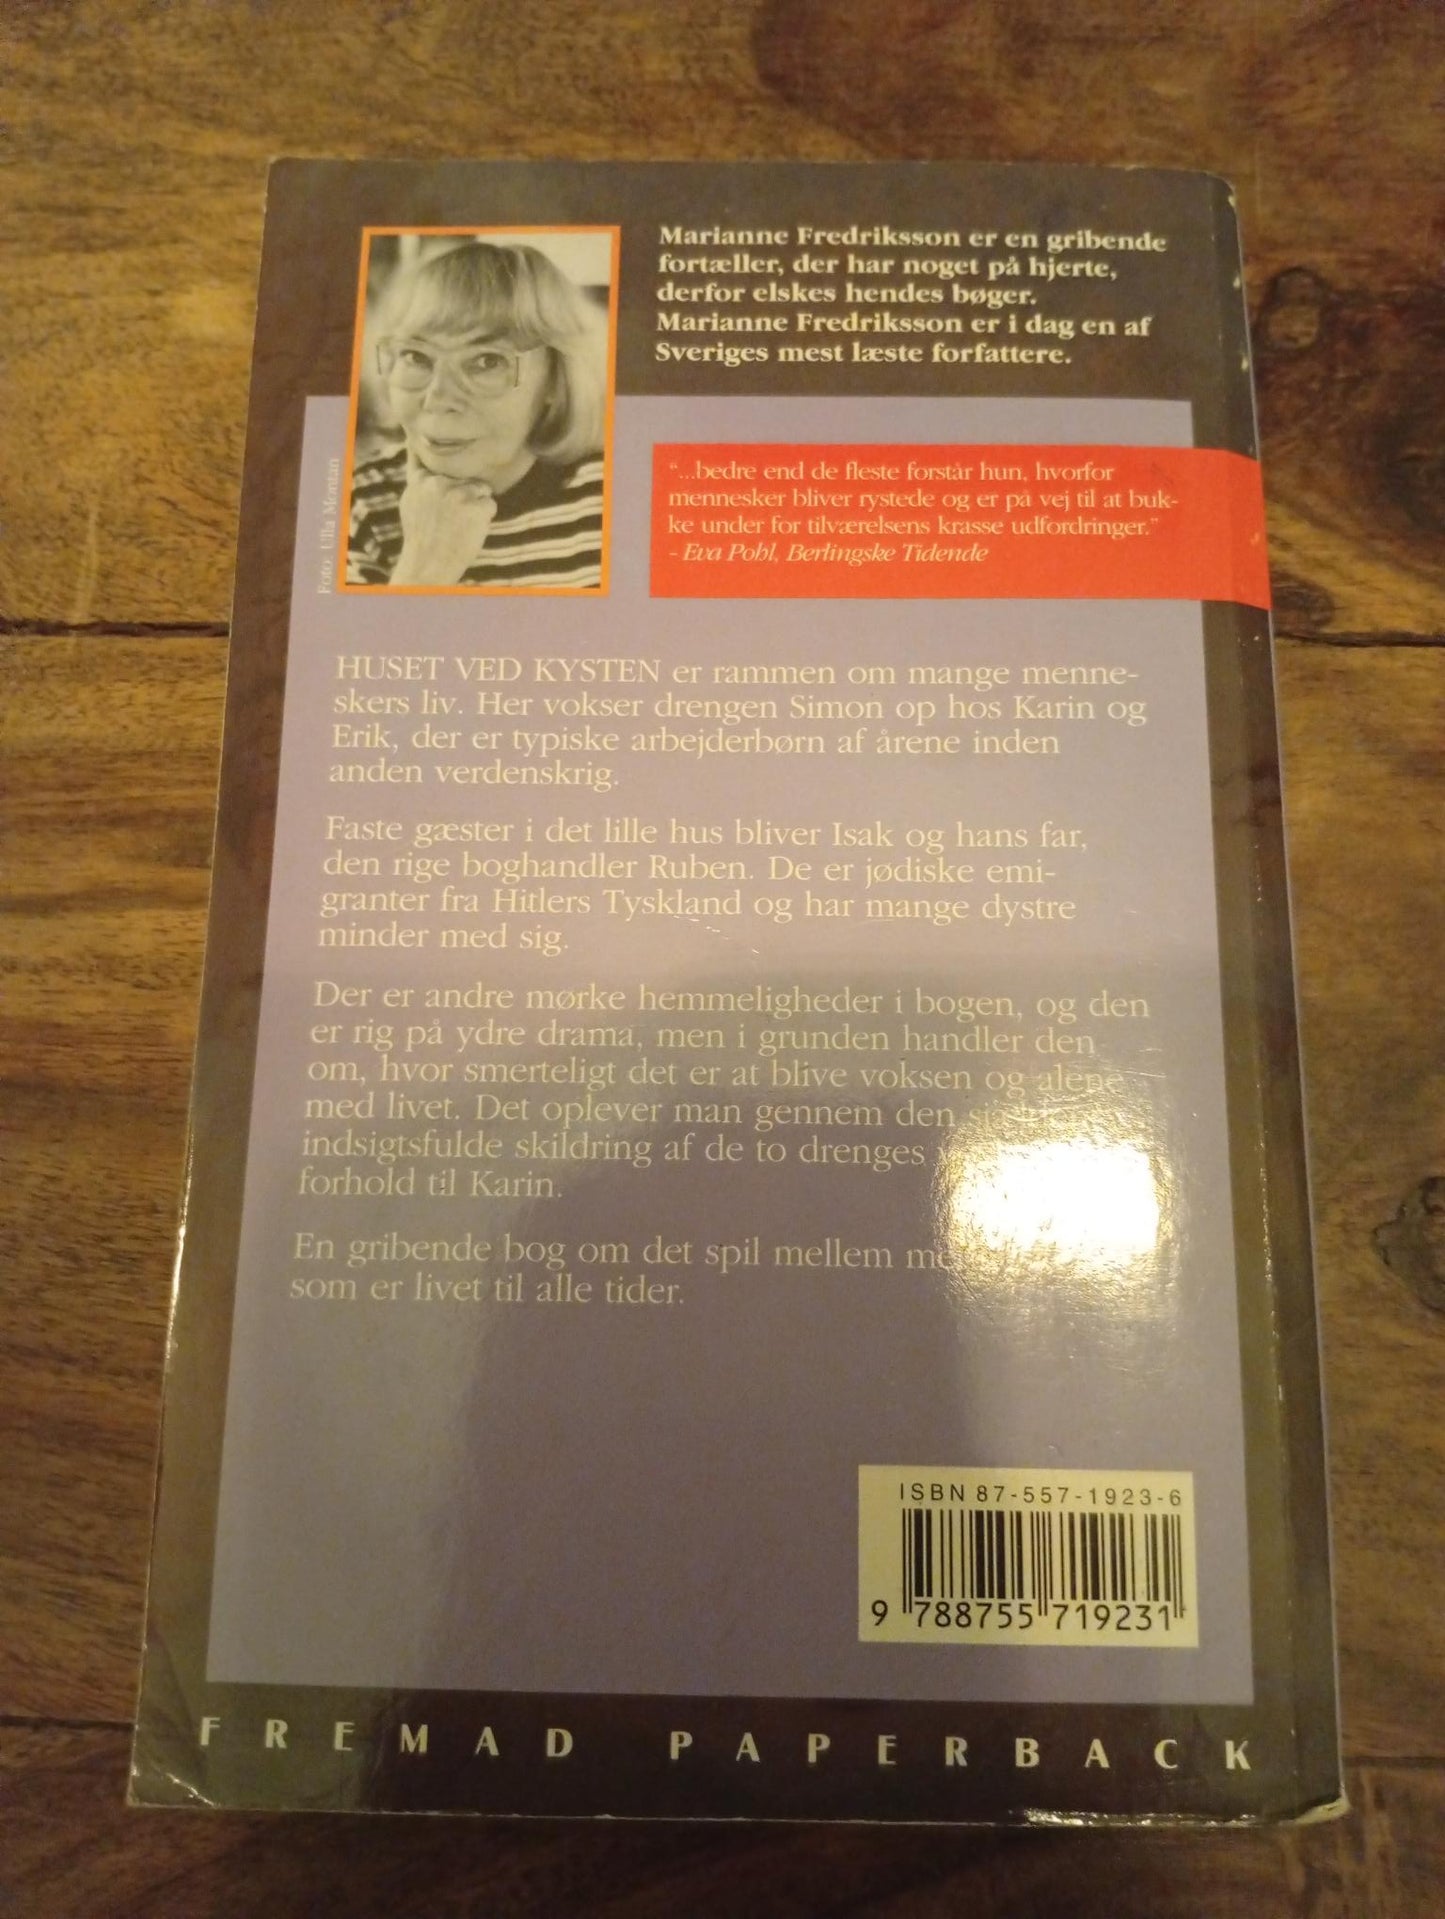 Marianne Fredriksson er en gribende
fortæller, der har noget på hjerte,
derfor elskes hendes bøger.
Marianne Fredriksson er i dag en af
Sveriges mest læste forfattere.
Foto: Ulla Montan
"...bedre end de fleste forstår hun, hvorfor
mennesker bliver rystede og er på vej til at buk-
ke under for tilværelsens krasse udfordringer."
- Eva Pohl, Berlingske Tidende
HUSET VED KYSTEN er rammen om mange menne-
skers liv. Her vokser drengen Simon op hos Karin og
Erik, der er typiske arbejderbørn af årene inden
anden verdenskrig.
Faste gæster i det lille hus bliver Isak og hans far,
den rige boghandler Ruben. De er jødiske emi-
granter fra Hitlers Tyskland og har mange dystre
minder med sig.
Der er andre mørke hemmeligheder i bogen, og den
er rig på ydre drama, men i grunden handler den
om, hvor smerteligt det er at blive voksen og alene
med livet. Det oplever man gennem den
indsigtsfulde skildring af de to drenges
forhold til Karin.
En gribende bog om det spil mellem
som er livet til alle tider.
ISBN 87-557-1923-6
9 788755 719231
FREMAD PAPERBACK